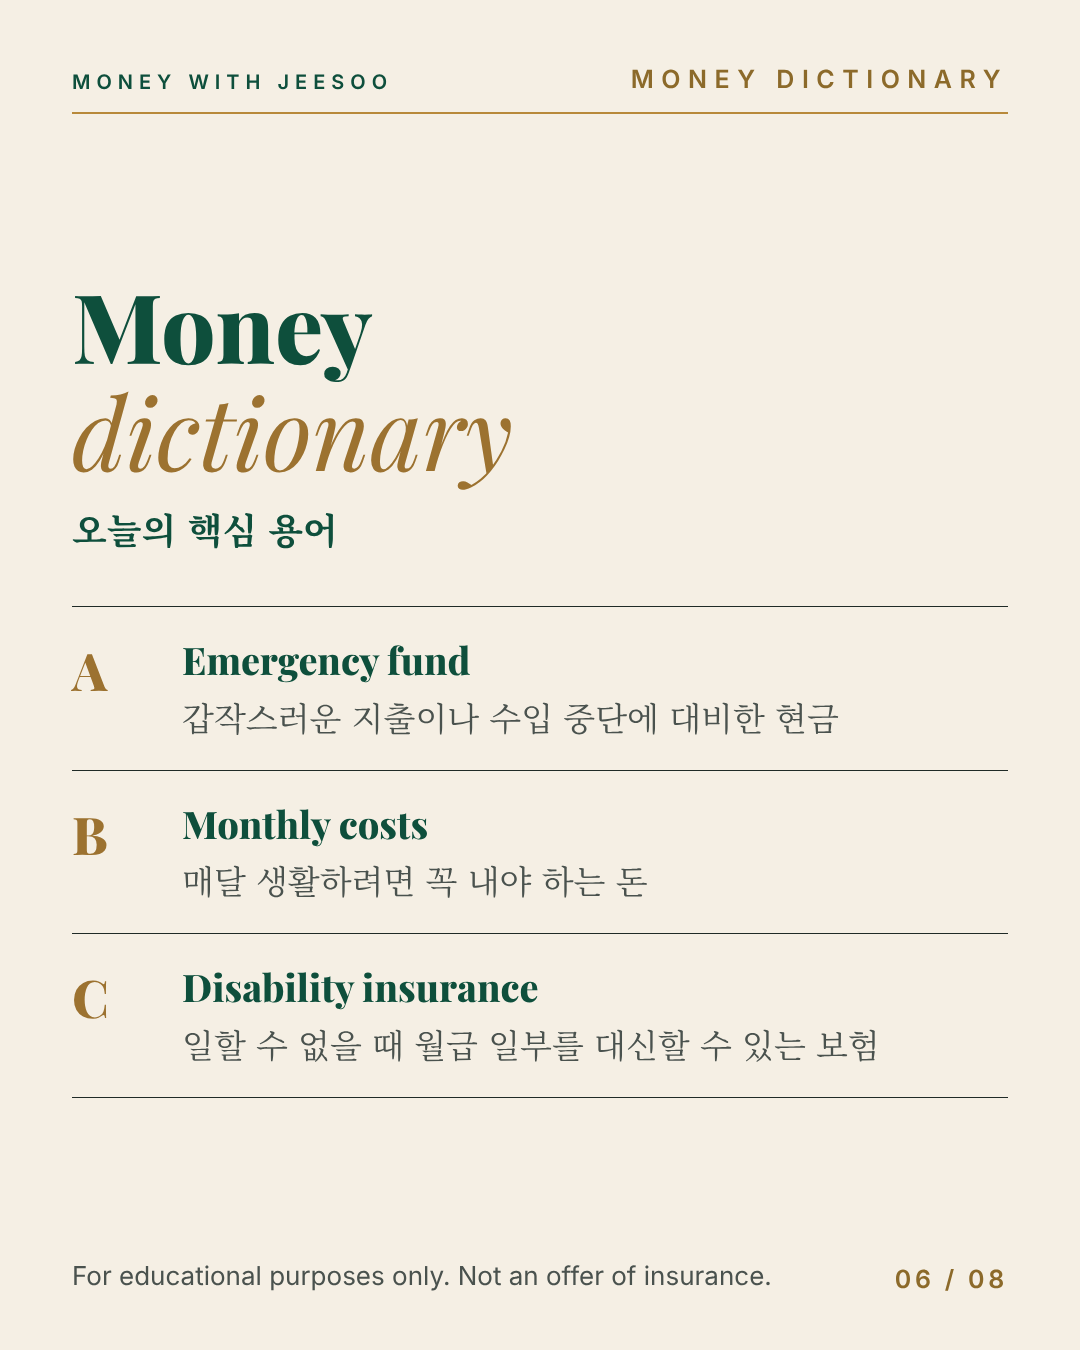 MONEY WITH JEESOO
MONEY DICTIONARY
Money
dictionary
오늘의 핵심 용어
A
Emergency fund
갑작스러운 지출이나 수입 중단에 대비한 현금
B
Monthly costs
매달 생활하려면 꼭 내야 하는 돈
C
Disability insurance
일할 수 없을 때 월급 일부를 대신할 수 있는 보험
For educational purposes only. Not an offer of insurance.
06 / 08